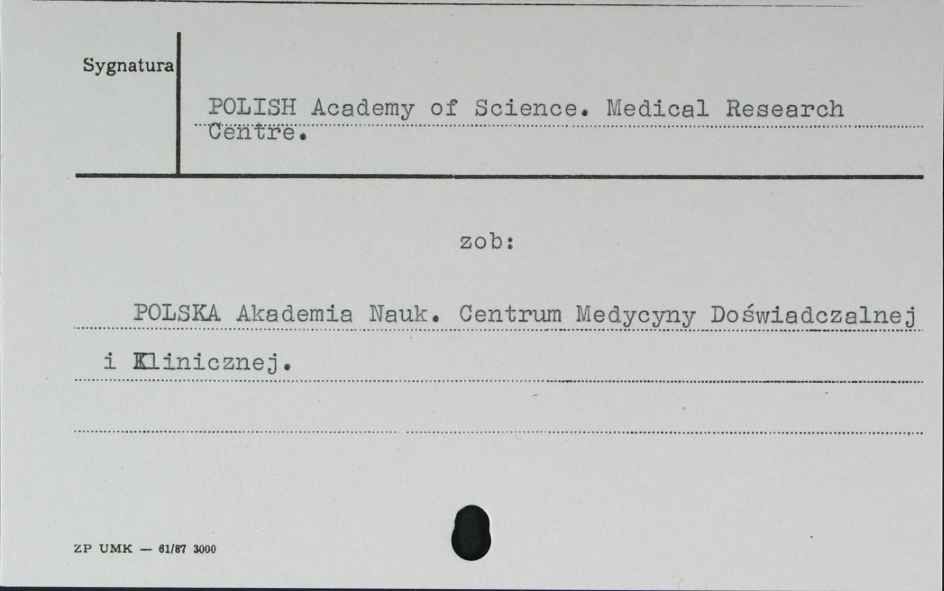 Sygnatura
POLISH Academy of Science. Medical Research
Centre.
zob:
POLSKA Akademia Nauk. Centrum Medycyny Doświadczalnej
i Klinicznej.
ZP UMK — 61/87 3000